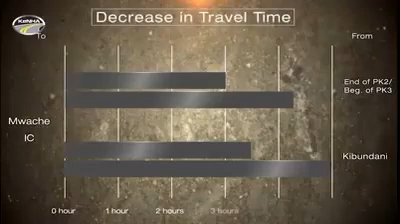 Decrease in Travel Time
KeNHA
To
From
End of PK2/
Beg. of PK3
Mwache
IC
Kibundani
0 hour 1 hour 2 hours 3 hours